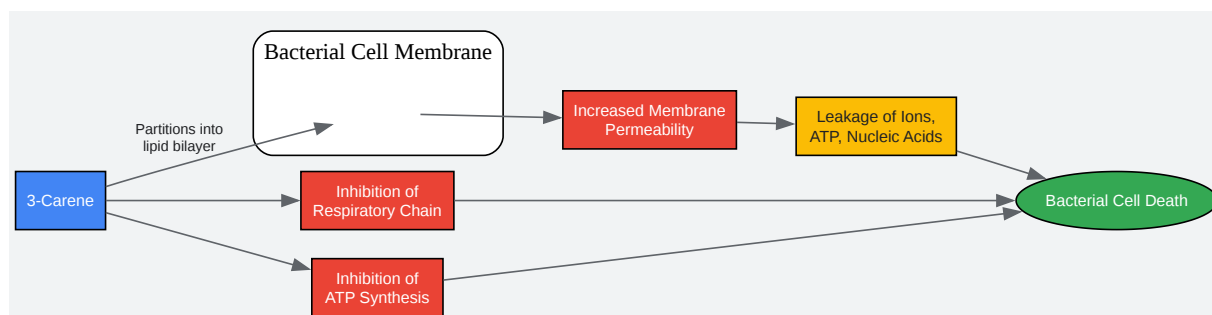 Bacterial Cell Membrane
Partitions into
lipid bilayer
Increased Membrane
Permeability
Leakage of Ions,
ATP, Nucleic Acids
3-Carene
Inhibition of
Respiratory Chain
Bacterial Cell Death
Inhibition of
ATP Synthesis